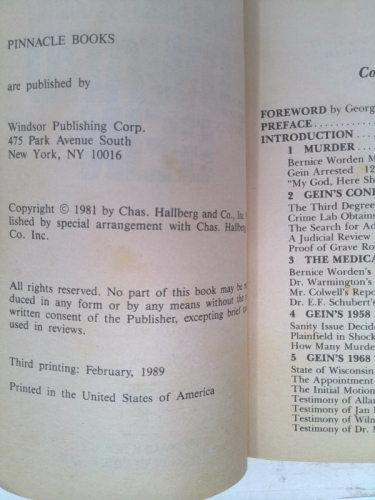 PINNACLE BOOKS
are published by
Windsor Publishing Corp.
475 Park Avenue South
New York, NY 10016
Copyright © 1981 by Chas. Hallberg and Co., Inc.
lished by special arrangement with Chas. Hallberg
Co. Inc.
All rights reserved. No part of this book may be
duced in any form or by any means without the
written consent of the Publisher, excepting brief
used in reviews.
Third printing: February, 1989
Printed in the United States of America
Co
FOREWORD by Georg
PREFACE
INTRODUCTION
1 MURDER
Bernice Worden M
Gein Arrested 12
"My God, Here Sh
2 GEIN'S CON
The Third Degree
Crime Lab Obtain
The Search for Ad
A Judicial Review
Proof of Grave Ro
3 THE MEDICA
Bernice Worden's
Dr. Warmington's
Mr. Colwell's Repo
Dr. E.F. Schubert's
4 GEIN'S 1958
Sanity Issue Decide
Plainfield in Shock
How Many Murder
5 GEIN'S 1968
State of Wisconsin
The Appointment
The Initial Motion
Testimony of Allan
Testimony of Jan
Testimony of Wilm
Testimony of Dr.